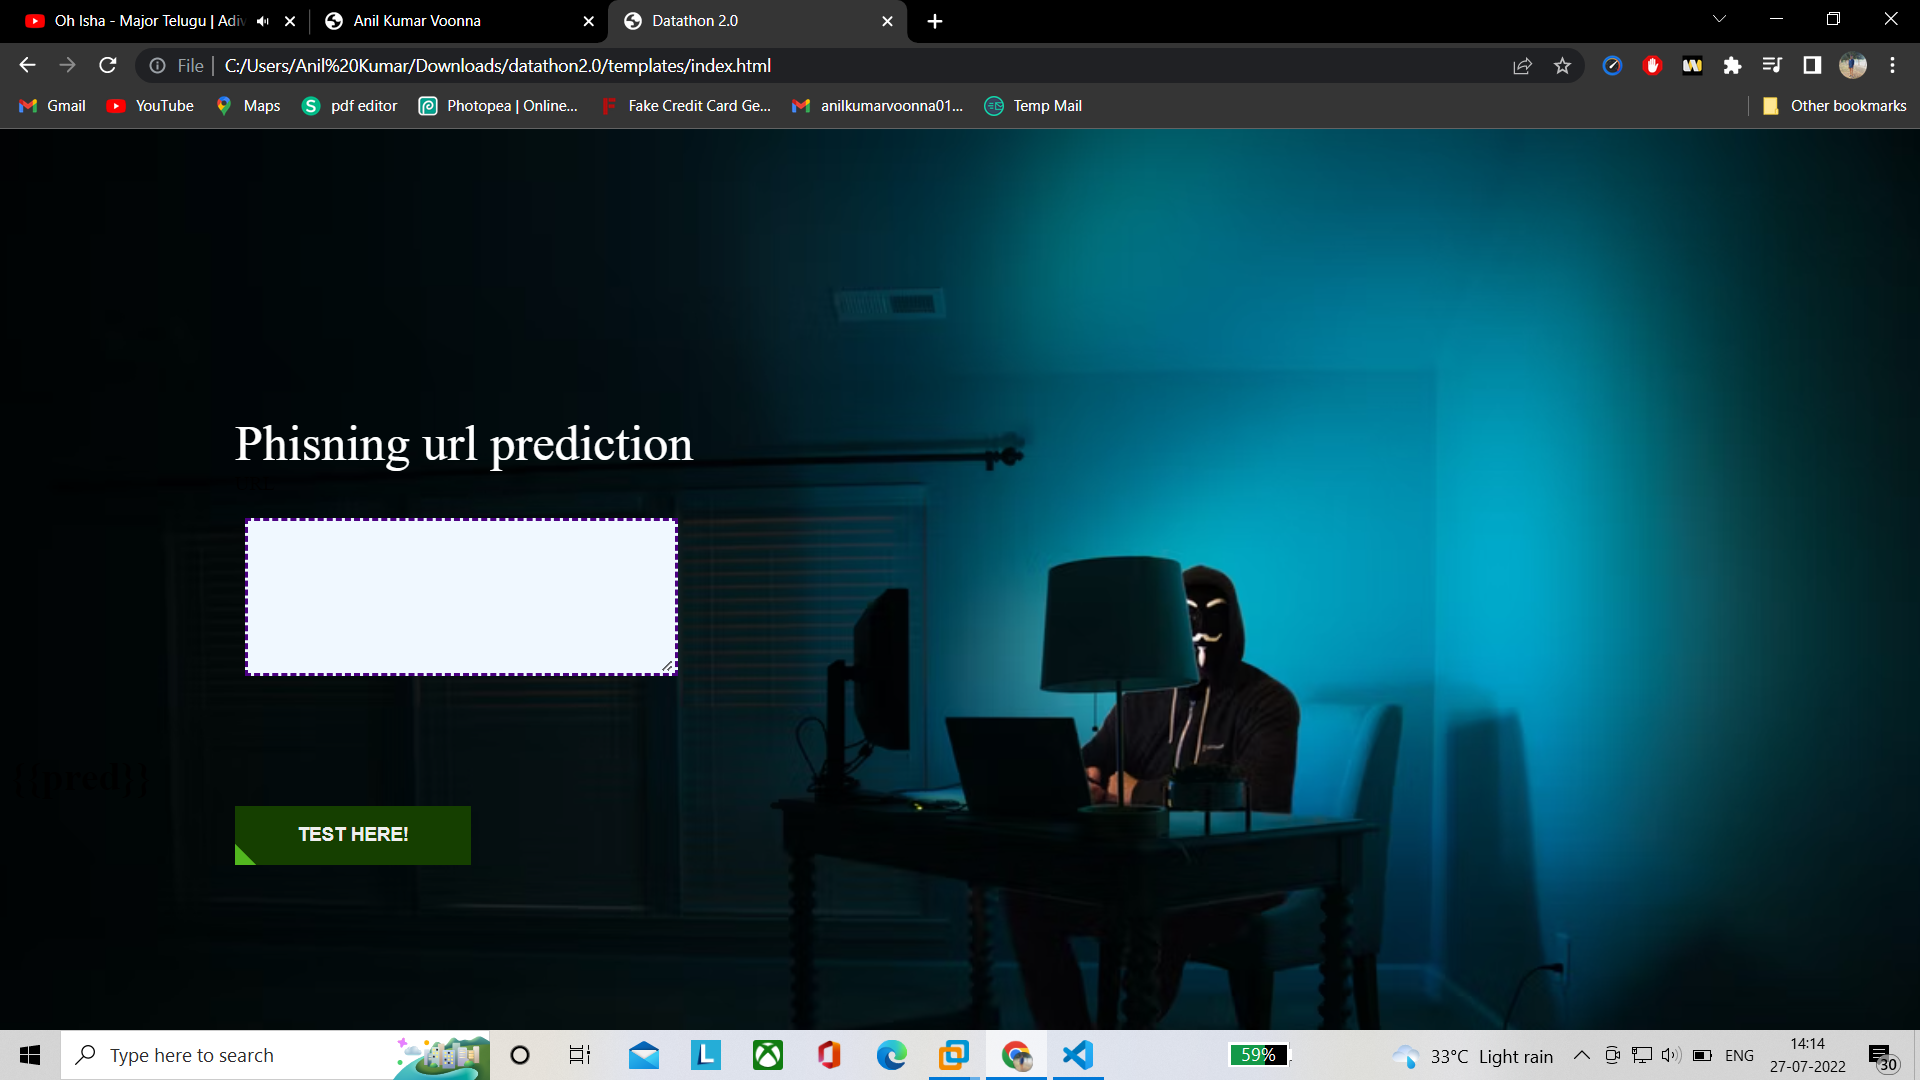 Oh Isha - Major Telugu | Adiv
Anil Kumar Voonna
Datathon 2.0
File | C:/Users/Anil%20Kumar/Downloads/datathon2.0/templates/index.html
Gmail YouTube Maps pdf editor Photopea | Online... Fake Credit Card Ge... anilkumarvoonna01... Temp Mail Other bookmarks
Phisning url prediction
{{pred}}
TEST HERE!
Type here to search
59%
33°C Light rain
ENG
14:14
27-07-2022
30